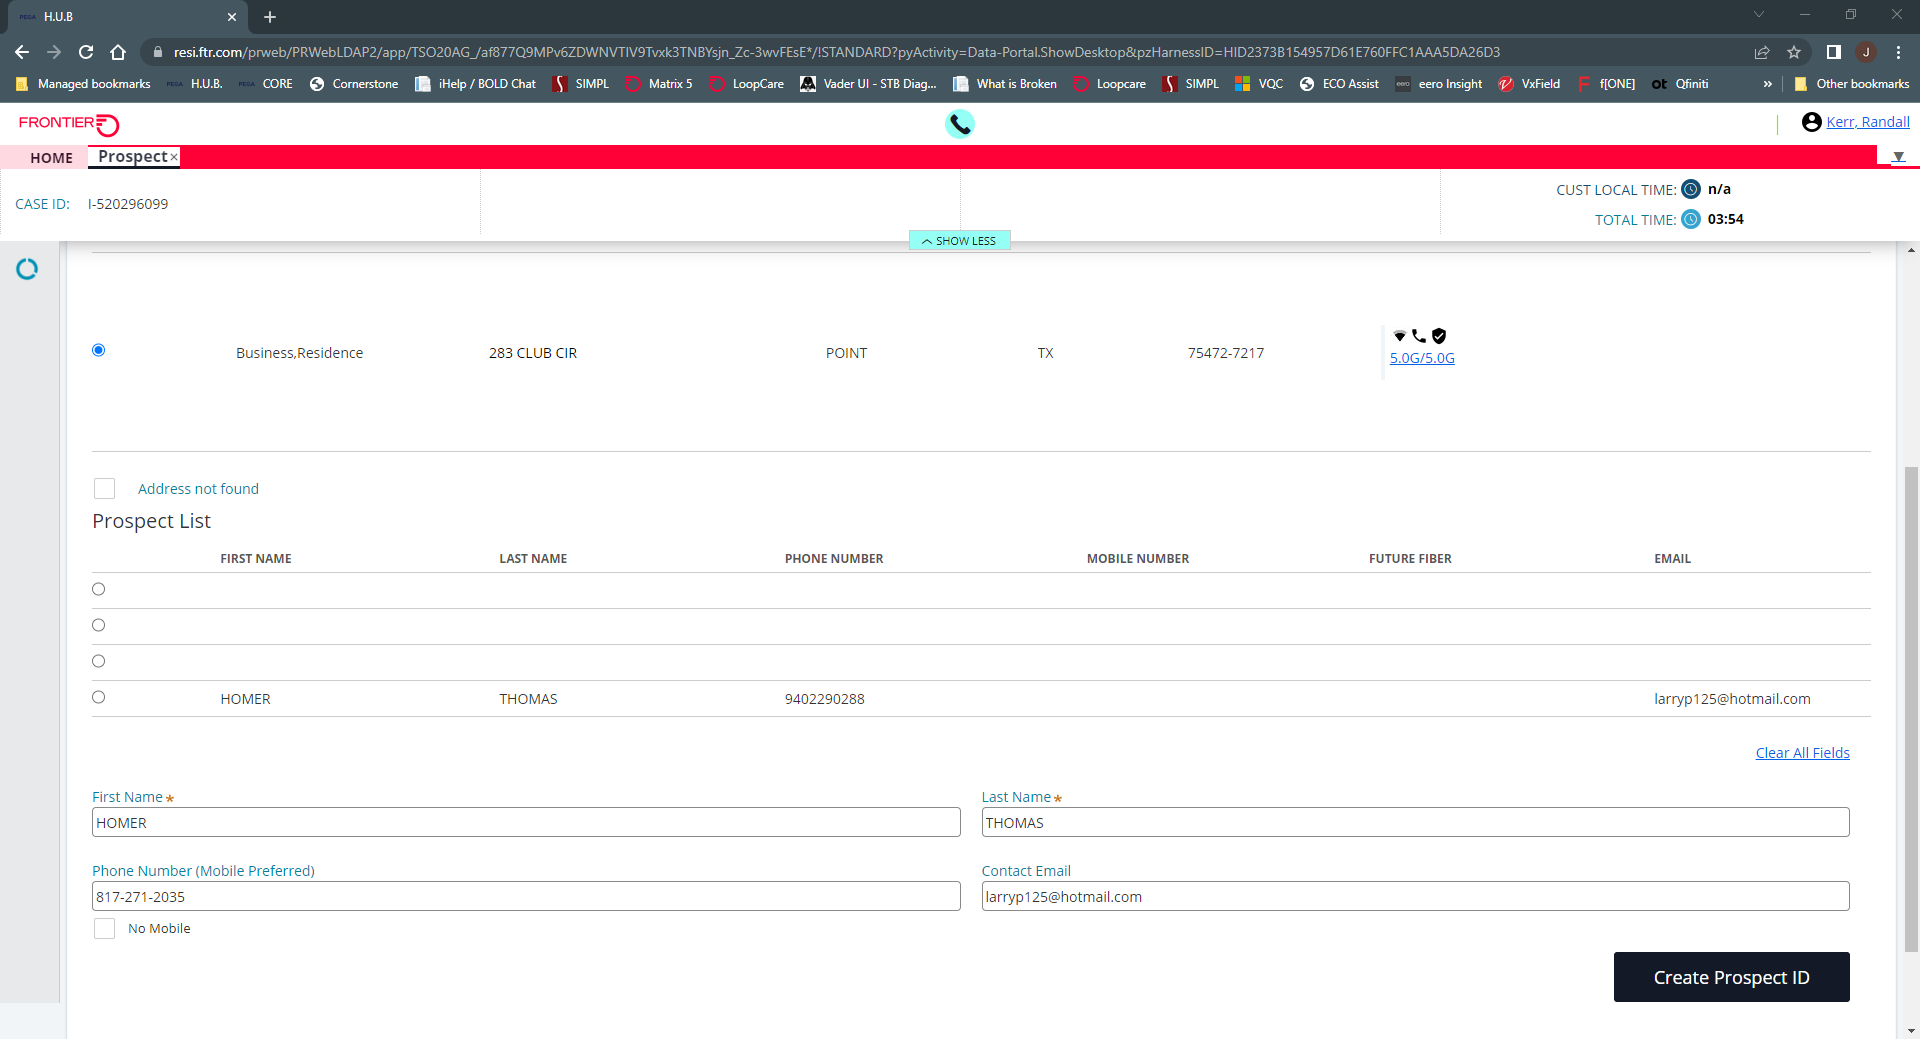 PEGA H.U.B
resi.ftr.com/prweb/PRWebLDAP2/app/TSO20AG_/af877Q9MPv6ZDWNVTIV9Tvxk3TNBYsjn_Zc-3wvFEsE*/!STANDARD?pyActivity=Data-Portal.ShowDesktop&pzHarnessID=HID2373B154957D61E760FFC1AAA5DA26D3 J
Managed bookmarks PEGA H.U.B. PEGA CORE Cornerstone iHelp / BOLD Chat SIMPL Matrix 5 LoopCare Vader UI - STB Diag... What is Broken Loopcare SIMPL VQC ECO Assist eero eero Insight VxField f[ONE] ot Qfiniti » Other bookmarks
FRONTIER Kerr, Randall
HOME Prospect×
CASE ID: I-520296099
CUST LOCAL TIME: n/a
TOTAL TIME: 03:54
SHOW LESS
Business,Residence 283 CLUB CIR POINT TX 75472-7217 5.0G/5.0G
Address not found
Prospect List
FIRST NAME LAST NAME PHONE NUMBER MOBILE NUMBER FUTURE FIBER EMAIL
HOMER THOMAS 9402290288 larryp125@hotmail.com
Clear All Fields
First Name * Last Name *
HOMER THOMAS
Phone Number (Mobile Preferred) Contact Email
817-271-2035 larryp125@hotmail.com
No Mobile
Create Prospect ID